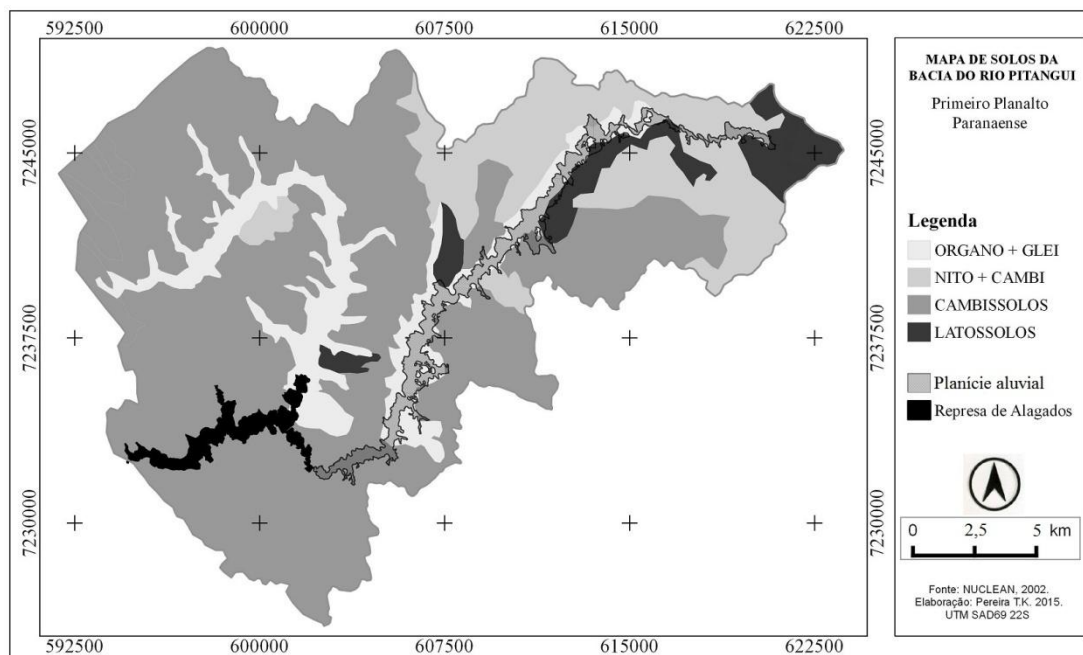 592500 600000 607500 615000 622500
7245000 7245000
7237500 7237500
7230000 7230000
592500 600000 607500 615000 622500
MAPA DE SOLOS DA
BACIA DO RIO PITANGUI
Primeiro Planalto
Paranaense
Legenda
ORGANO + GLEI
NITO + CAMBI
CAMBISSOLOS
LATOSSOLOS
Planície aluvial
Represa de Alagados
0 2,5 5 km
Fonte: NUCLEAN, 2002.
Elaboração: Pereira T.K. 2015.
UTM SAD69 22S